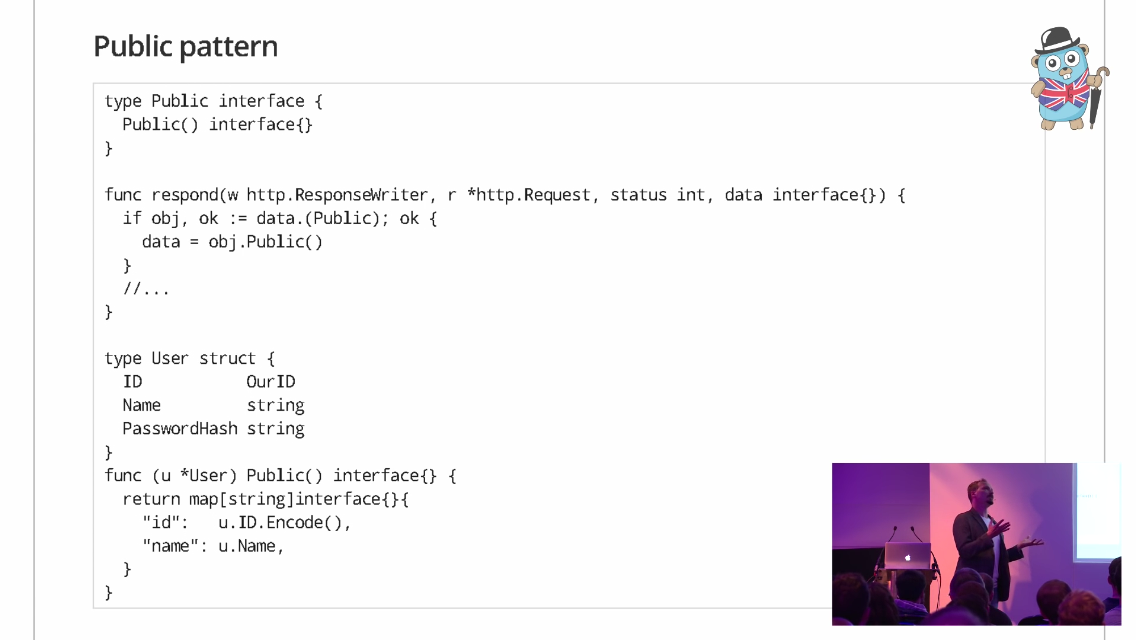 Public pattern
type Public interface {
  Public() interface{}
}

func respond(w http.ResponseWriter, r *http.Request, status int, data interface{}) {
  if obj, ok := data.(Public); ok {
    data = obj.Public()
  }
  //...
}

type User struct {
  ID           OurID
  Name         string
  PasswordHash string
}
func (u *User) Public() interface{} {
  return map[string]interface{}{
    "id":   u.ID.Encode(),
    "name": u.Name,
  }
}